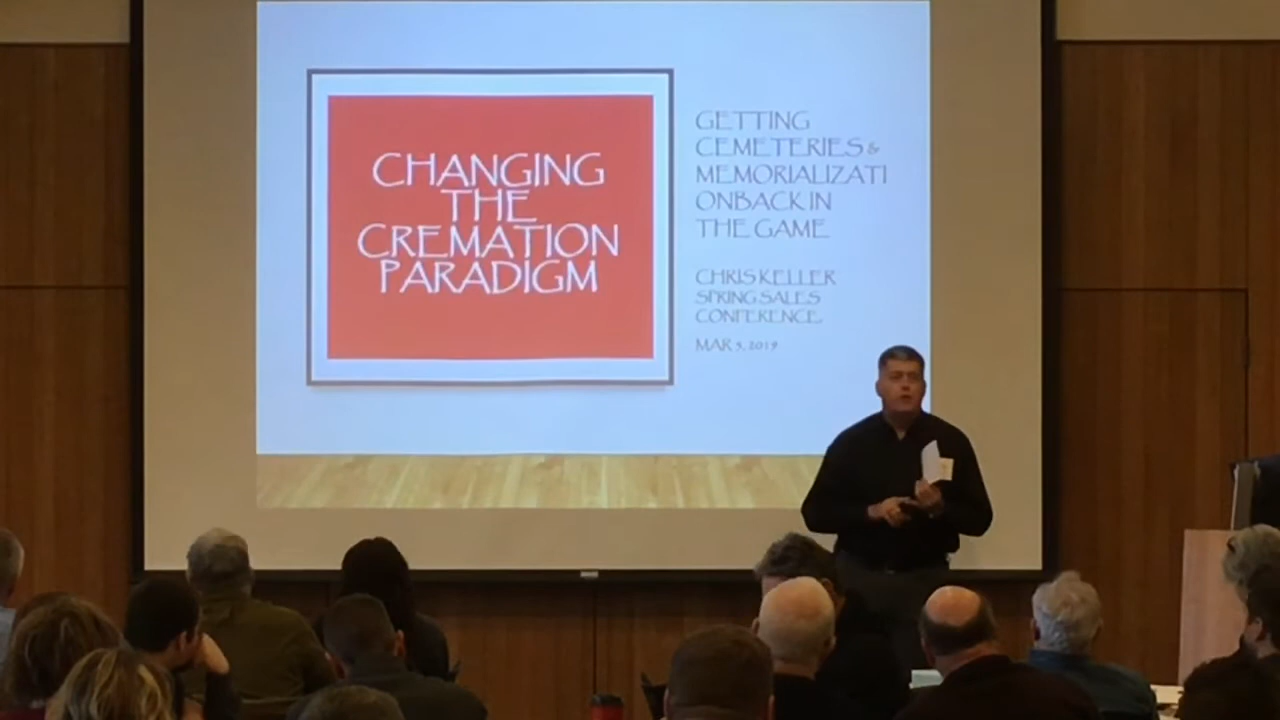 CHANGING
THE
CREMATION
PARADIGM
GETTING
CEMETERIES &
MEMORIALIZATI
ONBACK IN
THE GAME
CHRIS KELLER
SPRING SALES
CONFERENCE
MAR 5, 2019